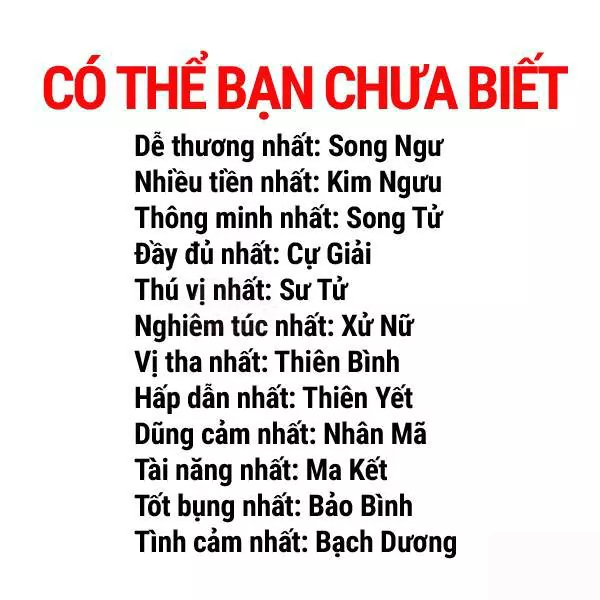 CÓ THỂ BẠN CHƯA BIẾT
Dễ thương nhất: Song Ngư
Nhiều tiền nhất: Kim Ngưu
Thông minh nhất: Song Tử
Đầy đủ nhất: Cự Giải
Thú vị nhất: Sư Tử
Nghiêm túc nhất: Xử Nữ
Vị tha nhất: Thiên Bình
Hấp dẫn nhất: Thiên Yết
Dũng cảm nhất: Nhân Mã
Tài năng nhất: Ma Kết
Tốt bụng nhất: Bảo Bình
Tình cảm nhất: Bạch Dương